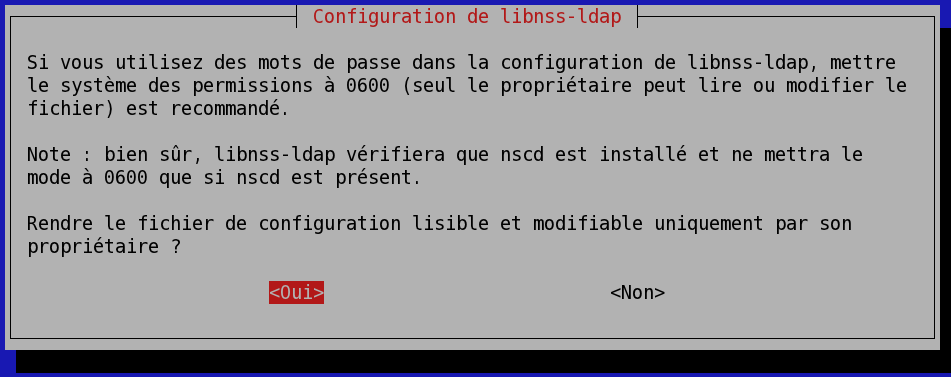 Configuration de libnss-ldap
Si vous utilisez des mots de passe dans la configuration de libnss-ldap, mettre
le système des permissions à 0600 (seul le propriétaire peut lire ou modifier le
fichier) est recommandé.
Note : bien sûr, libnss-ldap vérifiera que nscd est installé et ne mettra le
mode à 0600 que si nscd est présent.
Rendre le fichier de configuration lisible et modifiable uniquement par son
propriétaire ?
<Oui> <Non>